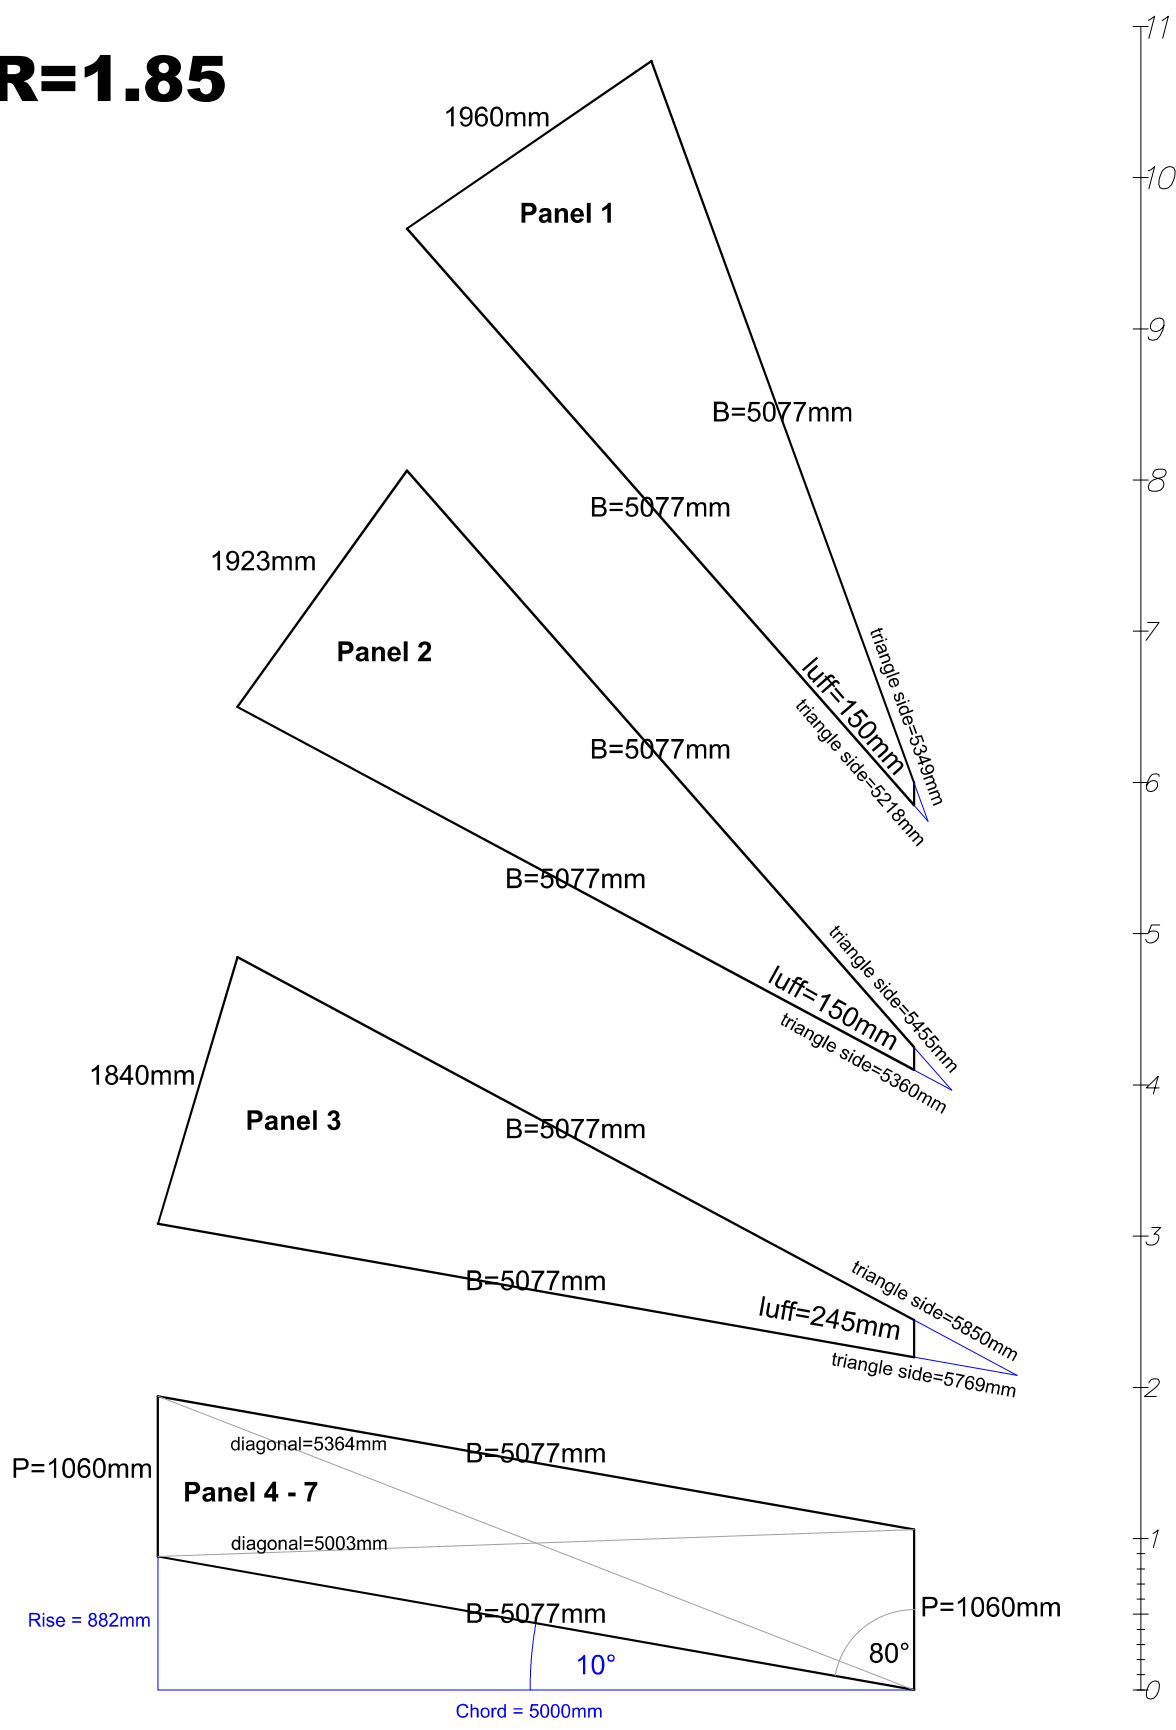 R=1.85
1960mm
Panel 1
B=5077mm
B=5077mm
triangle side=5349mm
luff=150mm
triangle side=5218mm
1923mm
Panel 2
B=5077mm
B=5077mm
triangle side=5455mm
luff=150mm
triangle side=5360mm
1840mm
Panel 3
B=5077mm
B=5077mm
triangle side=5850mm
luff=245mm
triangle side=5769mm
P=1060mm
diagonal=5364mm
B=5077mm
Panel 4 - 7
diagonal=5003mm
B=5077mm
P=1060mm
Rise = 882mm
10°
80°
Chord = 5000mm
11
10
9
8
7
6
5
4
3
2
1
0